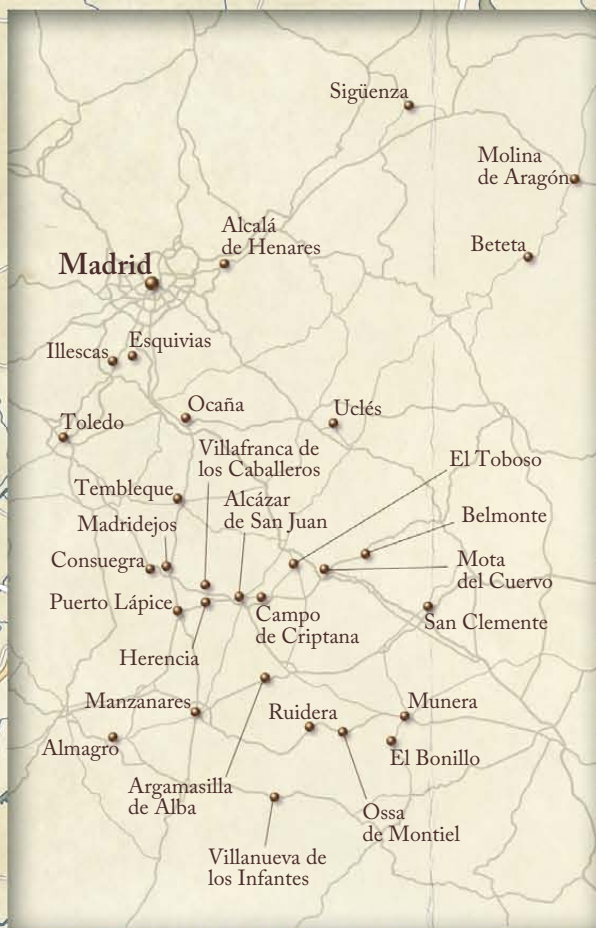 Sigüenza
Molina
de Aragón
Alcalá
de Henares
Beteta
Madrid
Esquivias
Illescas
Ocaña
Uclés
Toledo
Villafranca de
los Caballeros
El Toboso
Tembleque
Alcázar
de San Juan
Belmonte
Madridejos
Consuegra
Mota
del Cuervo
Puerto Lápice
Campo
de Criptana
San Clemente
Herencia
Manzanares
Ruidera
Munera
Almagro
El Bonillo
Argamasilla
de Alba
Ossa
de Montiel
Villanueva de
los Infantes